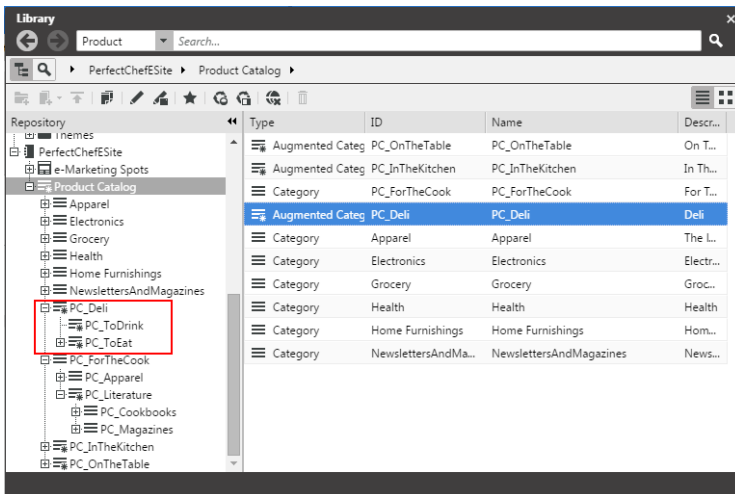 Library
Product Search...
PerfectChefESite Product Catalog
Repository
Themes
PerfectChefESite
e-Marketing Spots
Product Catalog
Apparel
Electronics
Grocery
Health
Home Furnishings
NewslettersAndMagazines
PC_Deli
PC_ToDrink
PC_ToEat
PC_ForTheCook
PC_Apparel
PC_Literature
PC_Cookbooks
PC_Magazines
PC_InTheKitchen
PC_OnTheTable
Type ID Name Descr...
Augmented Categ PC_OnTheTable PC_OnTheTable On T...
Augmented Categ PC_InTheKitchen PC_InTheKitchen In Th...
Category PC_ForTheCook PC_ForTheCook For T...
Augmented Categ PC_Deli PC_Deli Deli
Category Apparel Apparel The l...
Category Electronics Electronics Electr...
Category Grocery Grocery Groc...
Category Health Health Health
Category Home Furnishings Home Furnishings Hom...
Category NewslettersAndMa... NewslettersAndMagazines News...